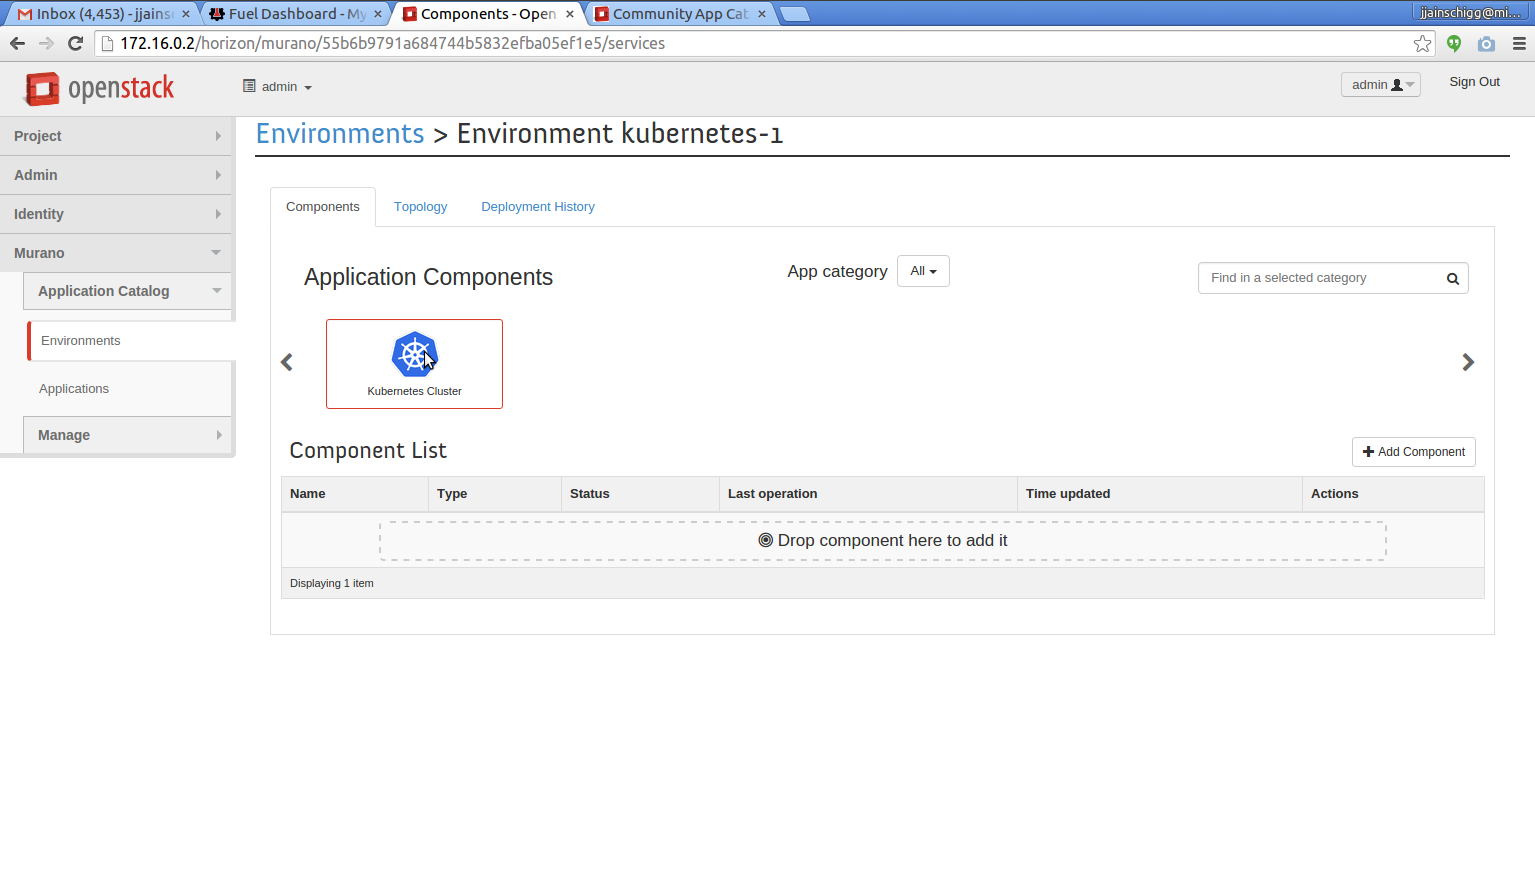 Inbox (4,453) - jjains
Fuel Dashboard - My
Components - Open
Community App Cat
jjainschigg@mi...
172.16.0.2/horizon/murano/55b6b9791a684744b5832efba05ef1e5/services
openstack
admin
admin
Sign Out
Project
Admin
Identity
Murano
Application Catalog
Environments
Applications
Manage
Environments > Environment kubernetes-1
Components
Topology
Deployment History
Application Components
App category
All
Find in a selected category
Kubernetes Cluster
Component List
Add Component
Name Type Status Last operation Time updated Actions
Drop component here to add it
Displaying 1 item